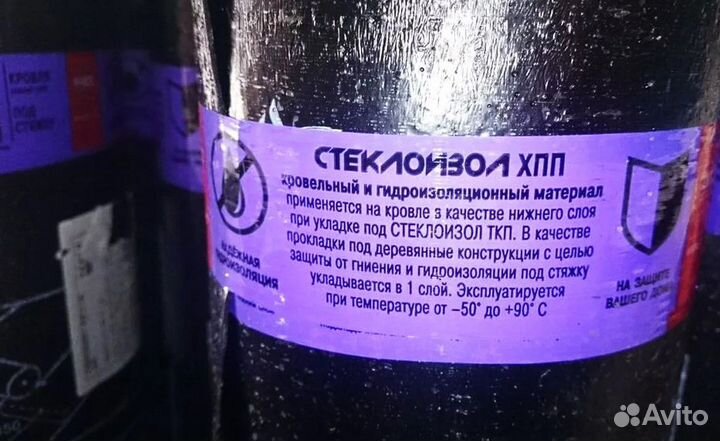 СТЕКЛОИЗОЛ ХПП
кровельный и гидроизоляционный материал
применяется на кровле в качестве нижнего слоя
при укладке под СТЕКЛОИЗОЛ ТКП. В качестве
прокладки под деревянные конструкции с целью
защиты от гниения и гидроизоляции под стяжку
укладывается в 1 слой. Эксплуатируется
при температуре от –50° до +90° С
НАДЁЖНАЯ
ГИДРОИЗОЛЯЦИЯ
НА ЗАЩИТЕ
ВАШЕГО ДОМА
КРОВЛЯ
ПОД
СТЯЖКУ
Avito